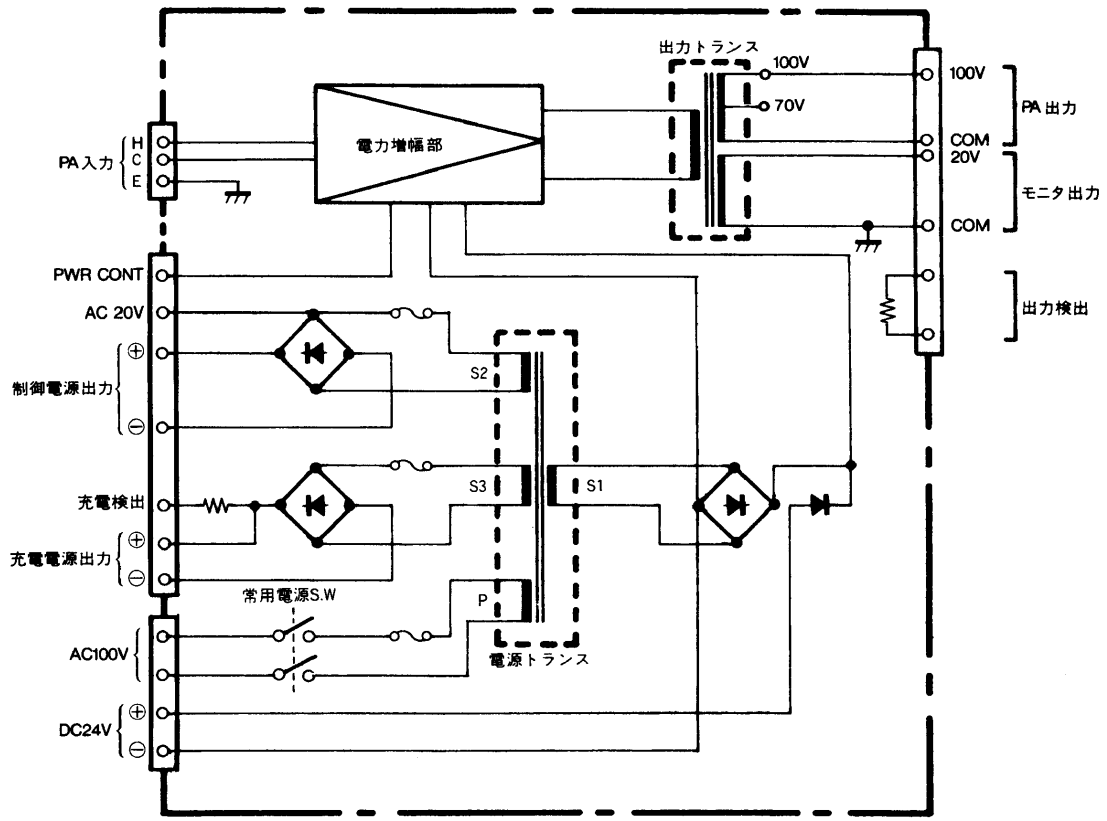 出力トランス
100V
70V
100V
COM
PA出力
20V
COM
モニタ出力
出力検出
電力増幅部
PA入力
H
C
E
PWR CONT
AC 20V
⊕
制御電源出力
⊖
S2
充電検出
⊕
充電電源出力
⊖
S3
S1
常用電源S.W
P
電源トランス
AC100V
⊕
DC24V
⊖